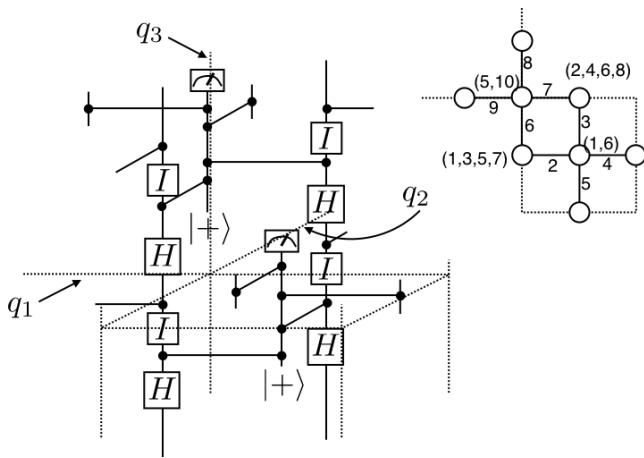 q3
8
(5,10)
7
(2,4,6,8)
9
6
3
I
(1,6)
I
(1,3,5,7)
2
4
H
q2
5
|+⟩
H
I
q1
I
H
H
|+⟩